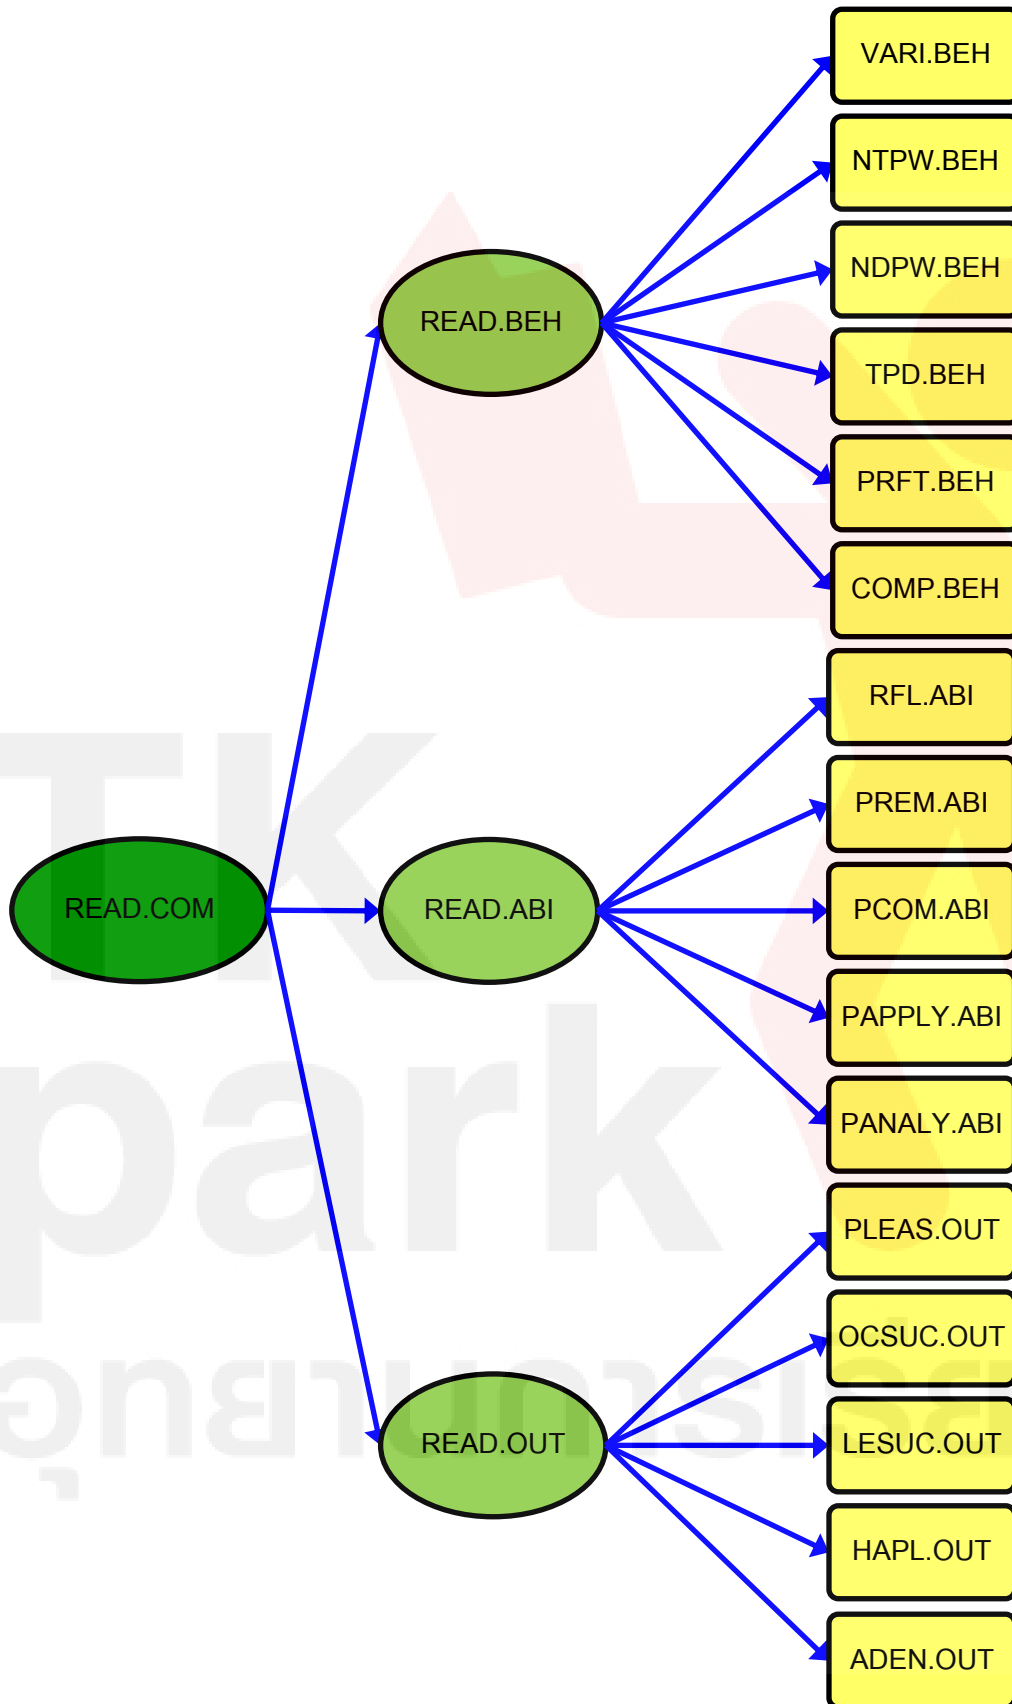 VARI.BEH
NTPW.BEH
NDPW.BEH
READ.BEH
TPD.BEH
PRFT.BEH
COMP.BEH
RFL.ABI
PREM.ABI
READ.COM
READ.ABI
PCOM.ABI
PAPPLY.ABI
PANALY.ABI
PLEAS.OUT
OCSUC.OUT
READ.OUT
LESUC.OUT
HAPL.OUT
ADEN.OUT
TK
park